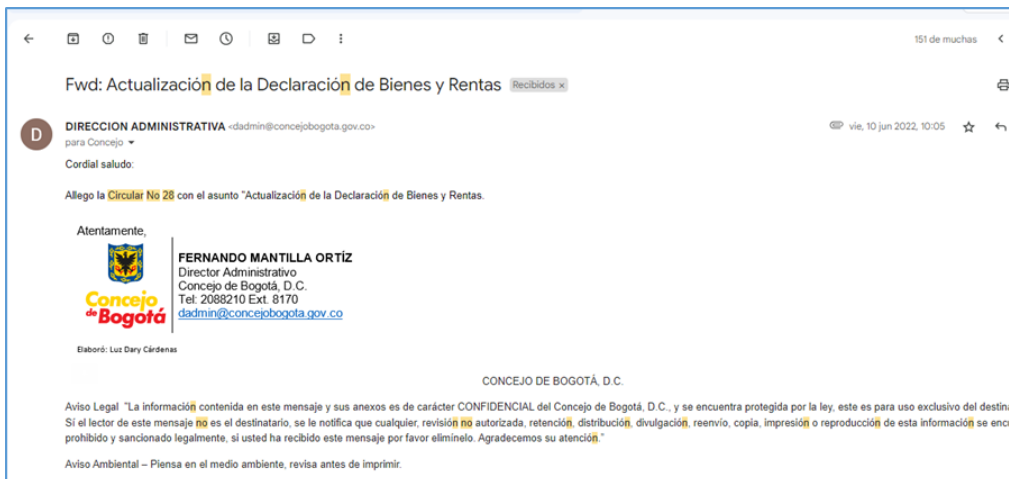 151 de muchas
Fwd: Actualización de la Declaración de Bienes y Rentas Recibidos x
D
DIRECCION ADMINISTRATIVA <dadmin@concejobogota.gov.co>
vie, 10 jun 2022, 10:05
para Concejo
Cordial saludo:
Allego la Circular No 28 con el asunto "Actualización de la Declaración de Bienes y Rentas.
Atentamente,
Concejo
de Bogotá
FERNANDO MANTILLA ORTÍZ
Director Administrativo
Concejo de Bogotá, D.C.
Tel: 2088210 Ext. 8170
dadmin@concejobogota.gov.co
Elaboró: Luz Dary Cárdenas
CONCEJO DE BOGOTÁ, D.C.
Aviso Legal "La información contenida en este mensaje y sus anexos es de carácter CONFIDENCIAL del Concejo de Bogotá, D.C., y se encuentra protegida por la ley, este es para uso exclusivo del destina
Sí el lector de este mensaje no es el destinatario, se le notifica que cualquier, revisión no autorizada, retención, distribución, divulgación, reenvío, copia, impresión o reproducción de esta información se encu
prohibido y sancionado legalmente, si usted ha recibido este mensaje por favor elimínelo. Agradecemos su atención."
Aviso Ambiental – Piensa en el medio ambiente, revisa antes de imprimir.